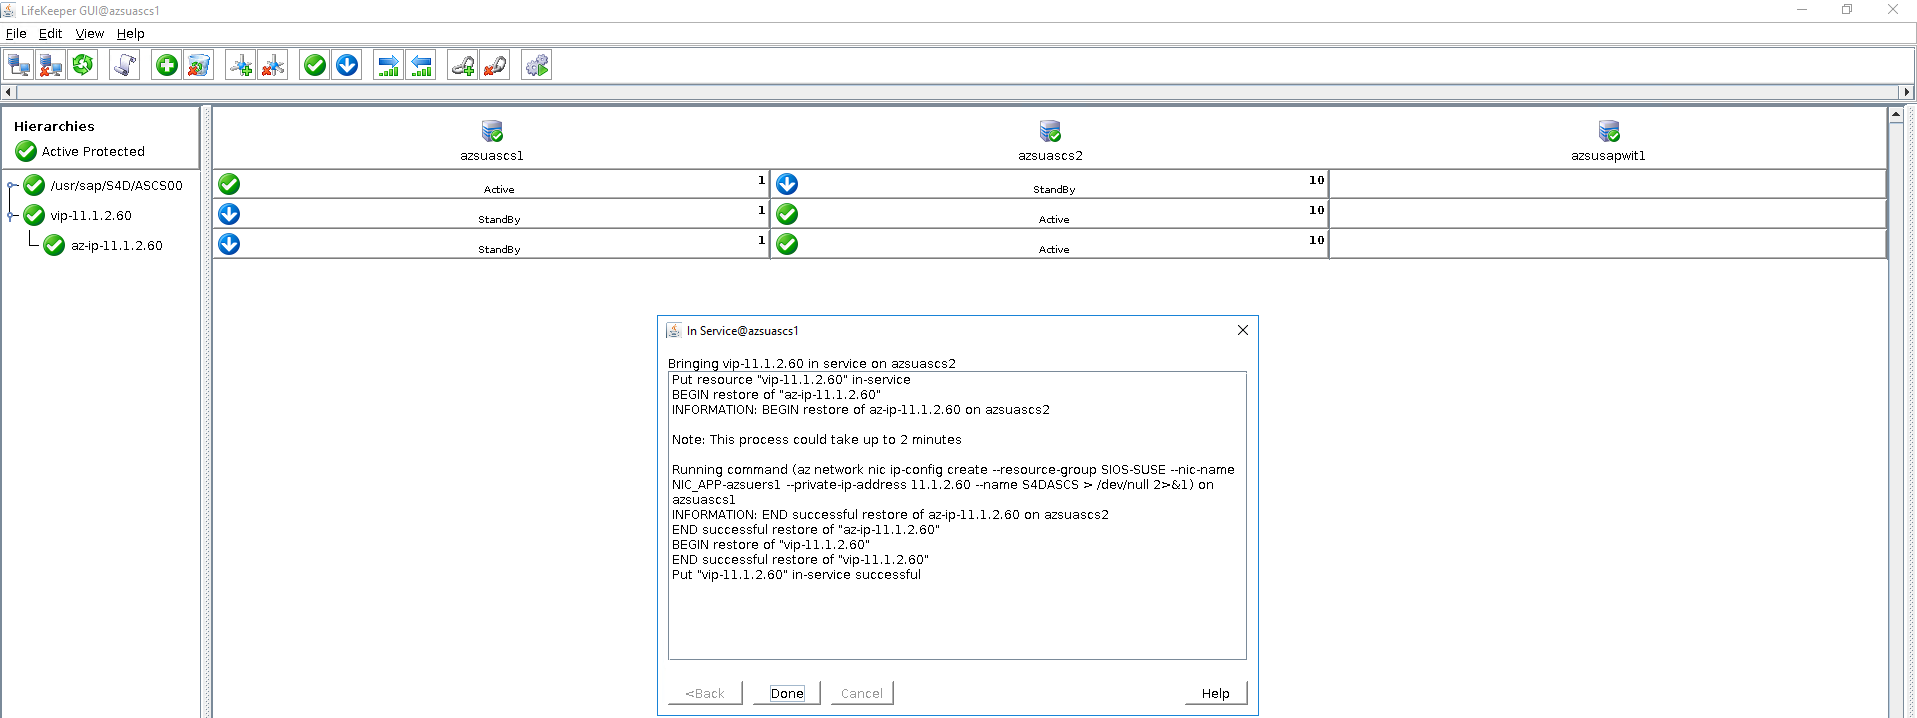 LifeKeeper GUI@azsuascs1
File Edit View Help
Hierarchies
Active Protected
azsuascs1 azsuascs2 azsusapwit1
/usr/sap/S4D/ASCS00 Active 1 StandBy 10
vip-11.1.2.60 StandBy 1 Active 10
az-ip-11.1.2.60 StandBy 1 Active 10
In Service@azsuascs1
Bringing vip-11.1.2.60 in service on azsuascs2
Put resource "vip-11.1.2.60" in-service
BEGIN restore of "az-ip-11.1.2.60"
INFORMATION: BEGIN restore of az-ip-11.1.2.60 on azsuascs2
Note: This process could take up to 2 minutes
Running command (az network nic ip-config create --resource-group SIOS-SUSE --nic-name
NIC_APP-azsuers1 --private-ip-address 11.1.2.60 --name S4DASCS > /dev/null 2>&1) on
azsuascs1
INFORMATION: END successful restore of az-ip-11.1.2.60 on azsuascs2
END successful restore of "az-ip-11.1.2.60"
BEGIN restore of "vip-11.1.2.60"
END successful restore of "vip-11.1.2.60"
Put "vip-11.1.2.60" in-service successful
<Back Done Cancel Help